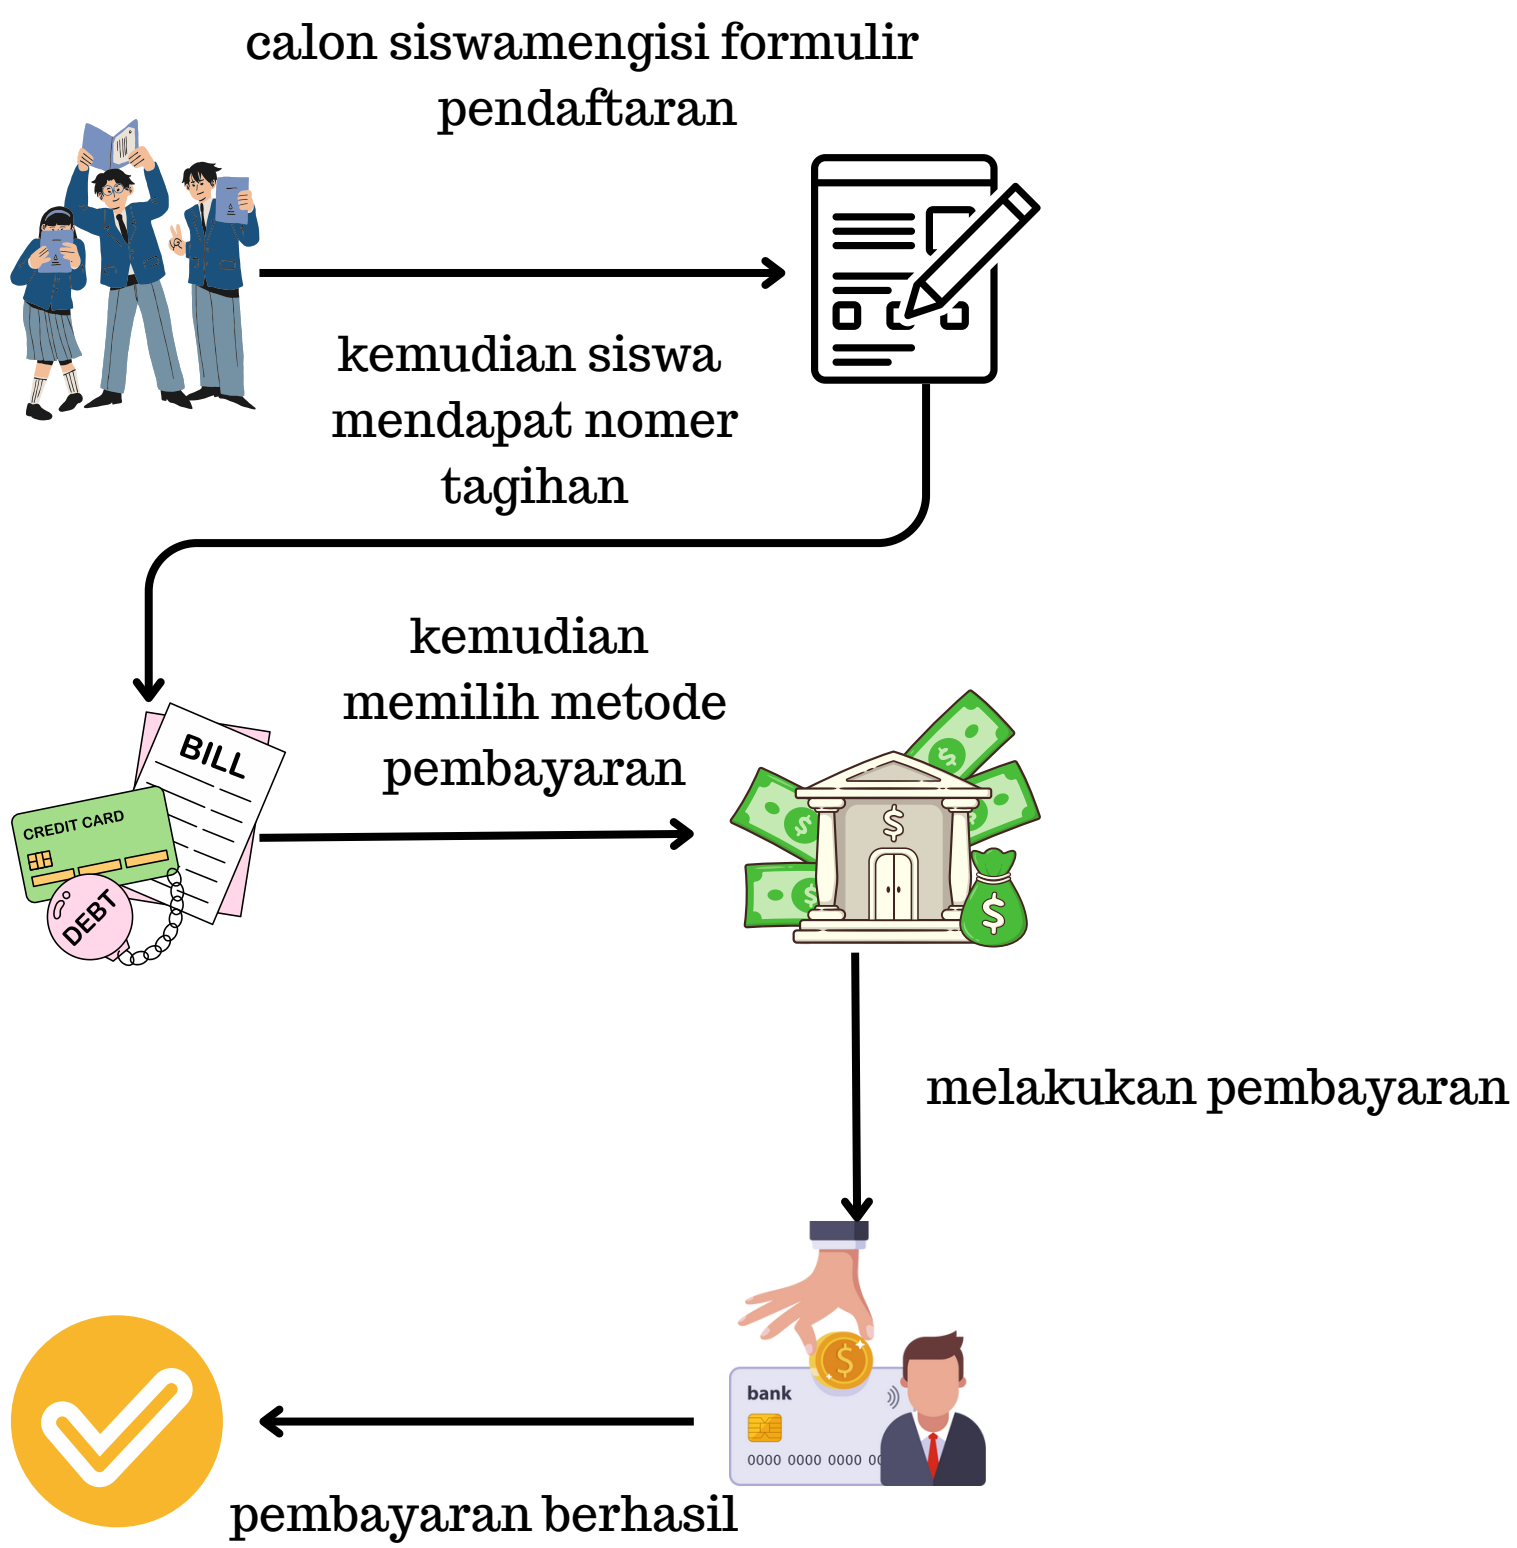 calon siswamengisi formulir
pendaftaran
kemudian siswa
mendapat nomer
tagihan
kemudian
memilih metode
pembayaran
BILL
CREDIT CARD
DEBT
$
$
$
$
$
$
melakukan pembayaran
$
bank
0000 0000 0000 00
pembayaran berhasil